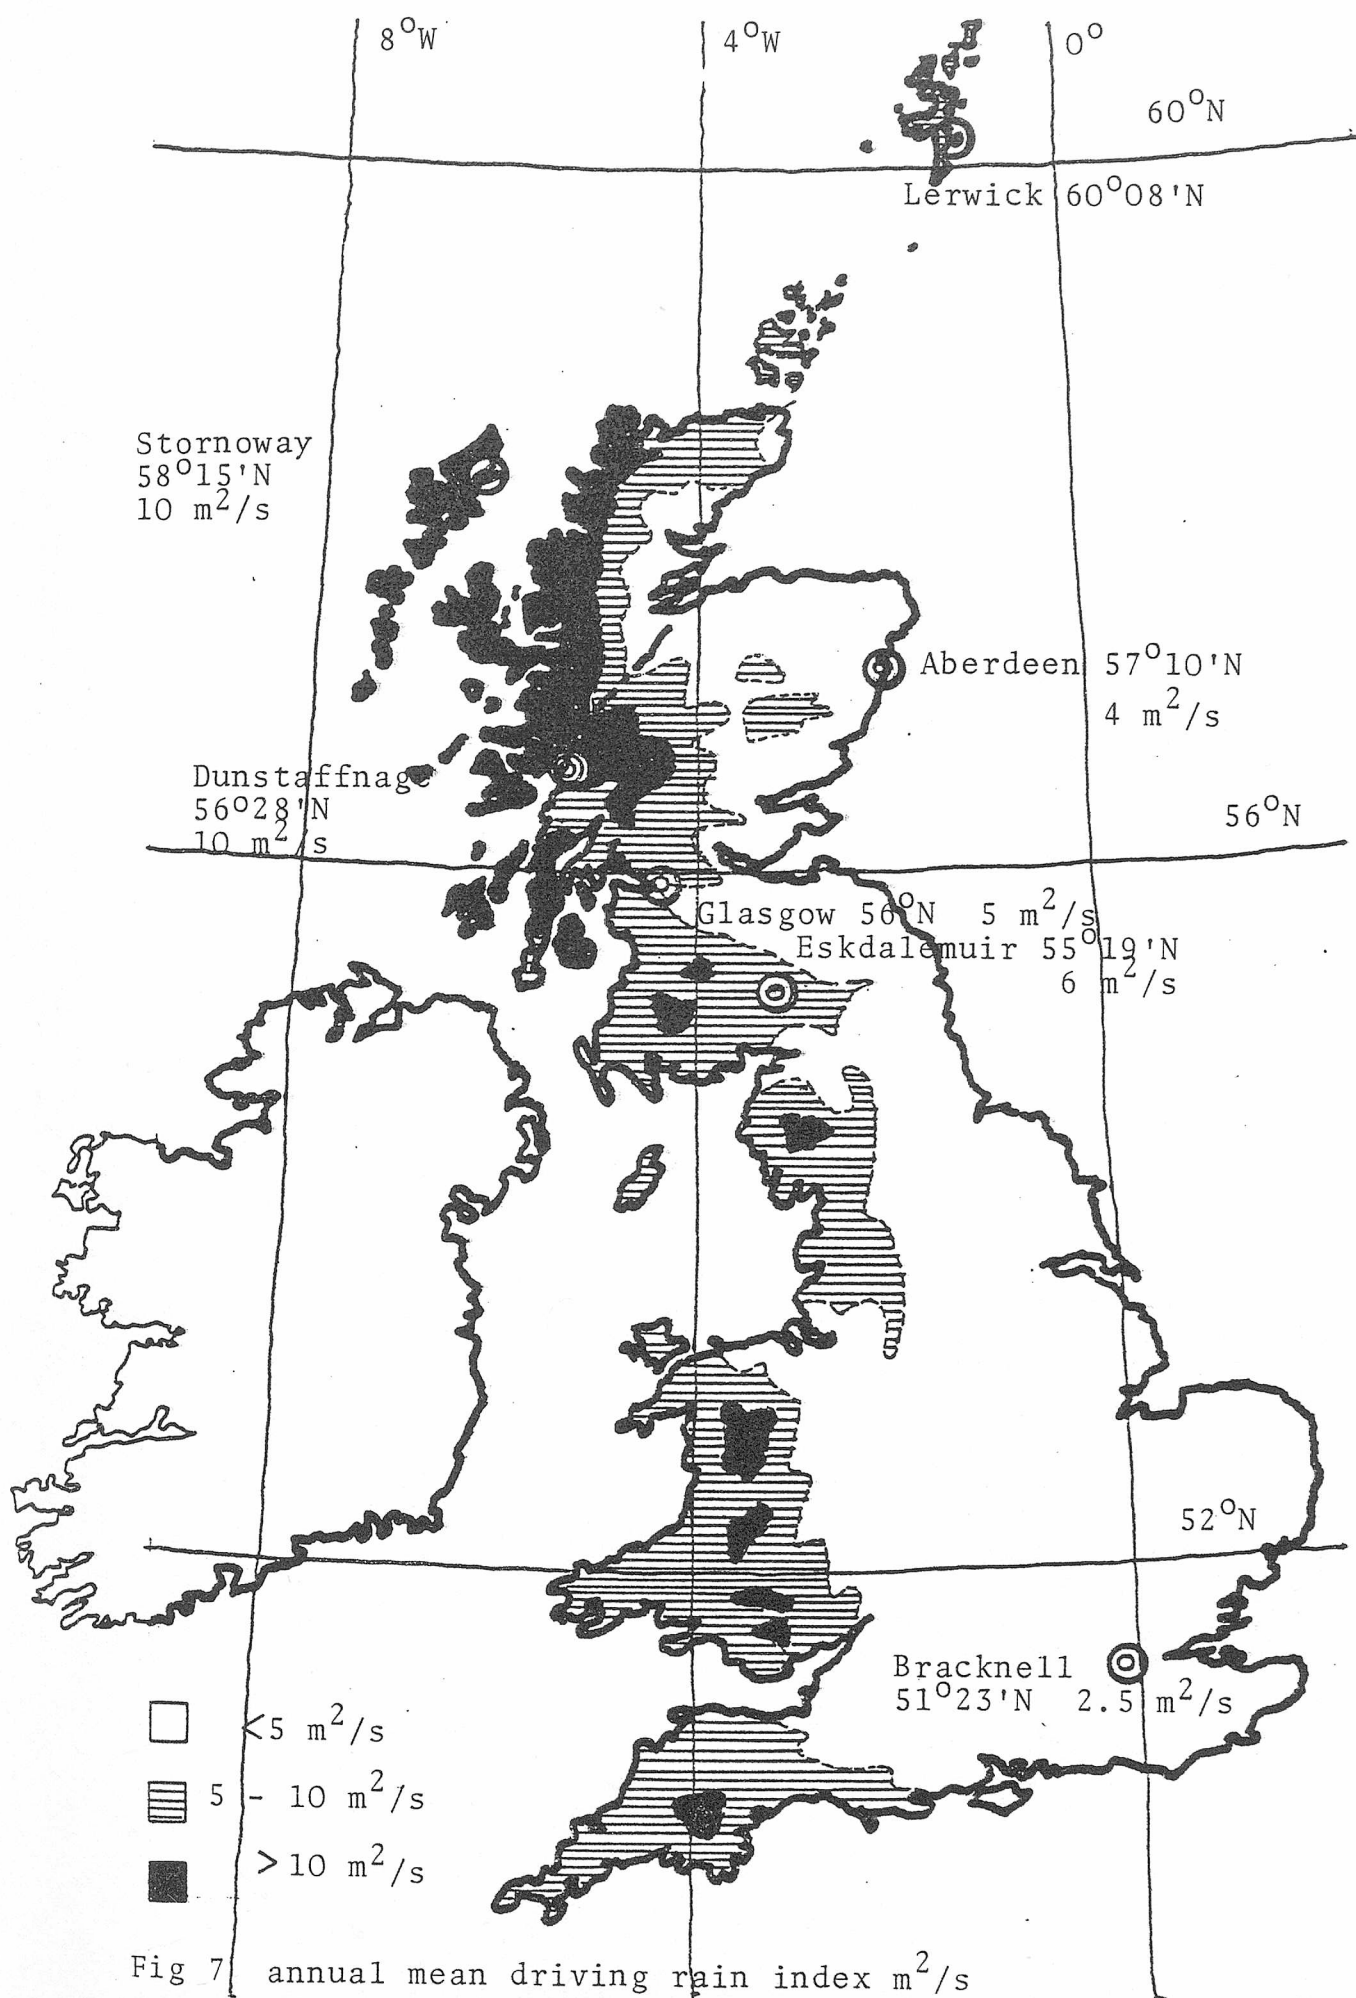 8°W
4°W
0°
60°N
Lerwick 60°08'N
Stornoway
58°15'N
10 m²/s
Aberdeen 57°10'N
4 m²/s
Dunstaffnage
56°28'N
10 m²/s
56°N
Glasgow 56°N 5 m²/s
Eskdalemuir 55°19'N
6 m²/s
52°N
Bracknell
51°23'N 2.5 m²/s
<5 m²/s
5 - 10 m²/s
>10 m²/s
Fig 7 annual mean driving rain index m²/s